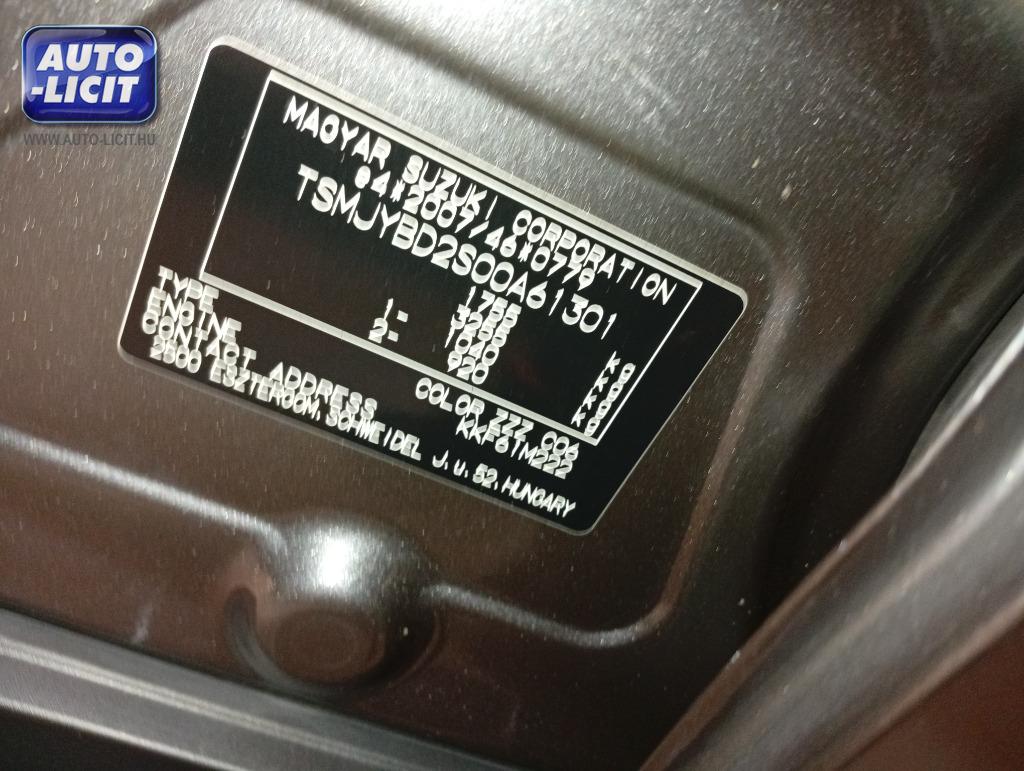 AUTO
-LICIT
WWW.AUTO-LICIT.HU
MAGYAR SUZUKI CORPORATION
e4*2007/46*0779
TSMJYBD2S00A61301
1755 kg
3255 kg
1- 1040 kg
2- 920 kg
TYPE COLOR ZZZ C06
ENGINE KKF61M222
CONTACT ADDRESS
2500 ESZTERGOM, SCHWEIDEL J. u. 52. HUNGARY